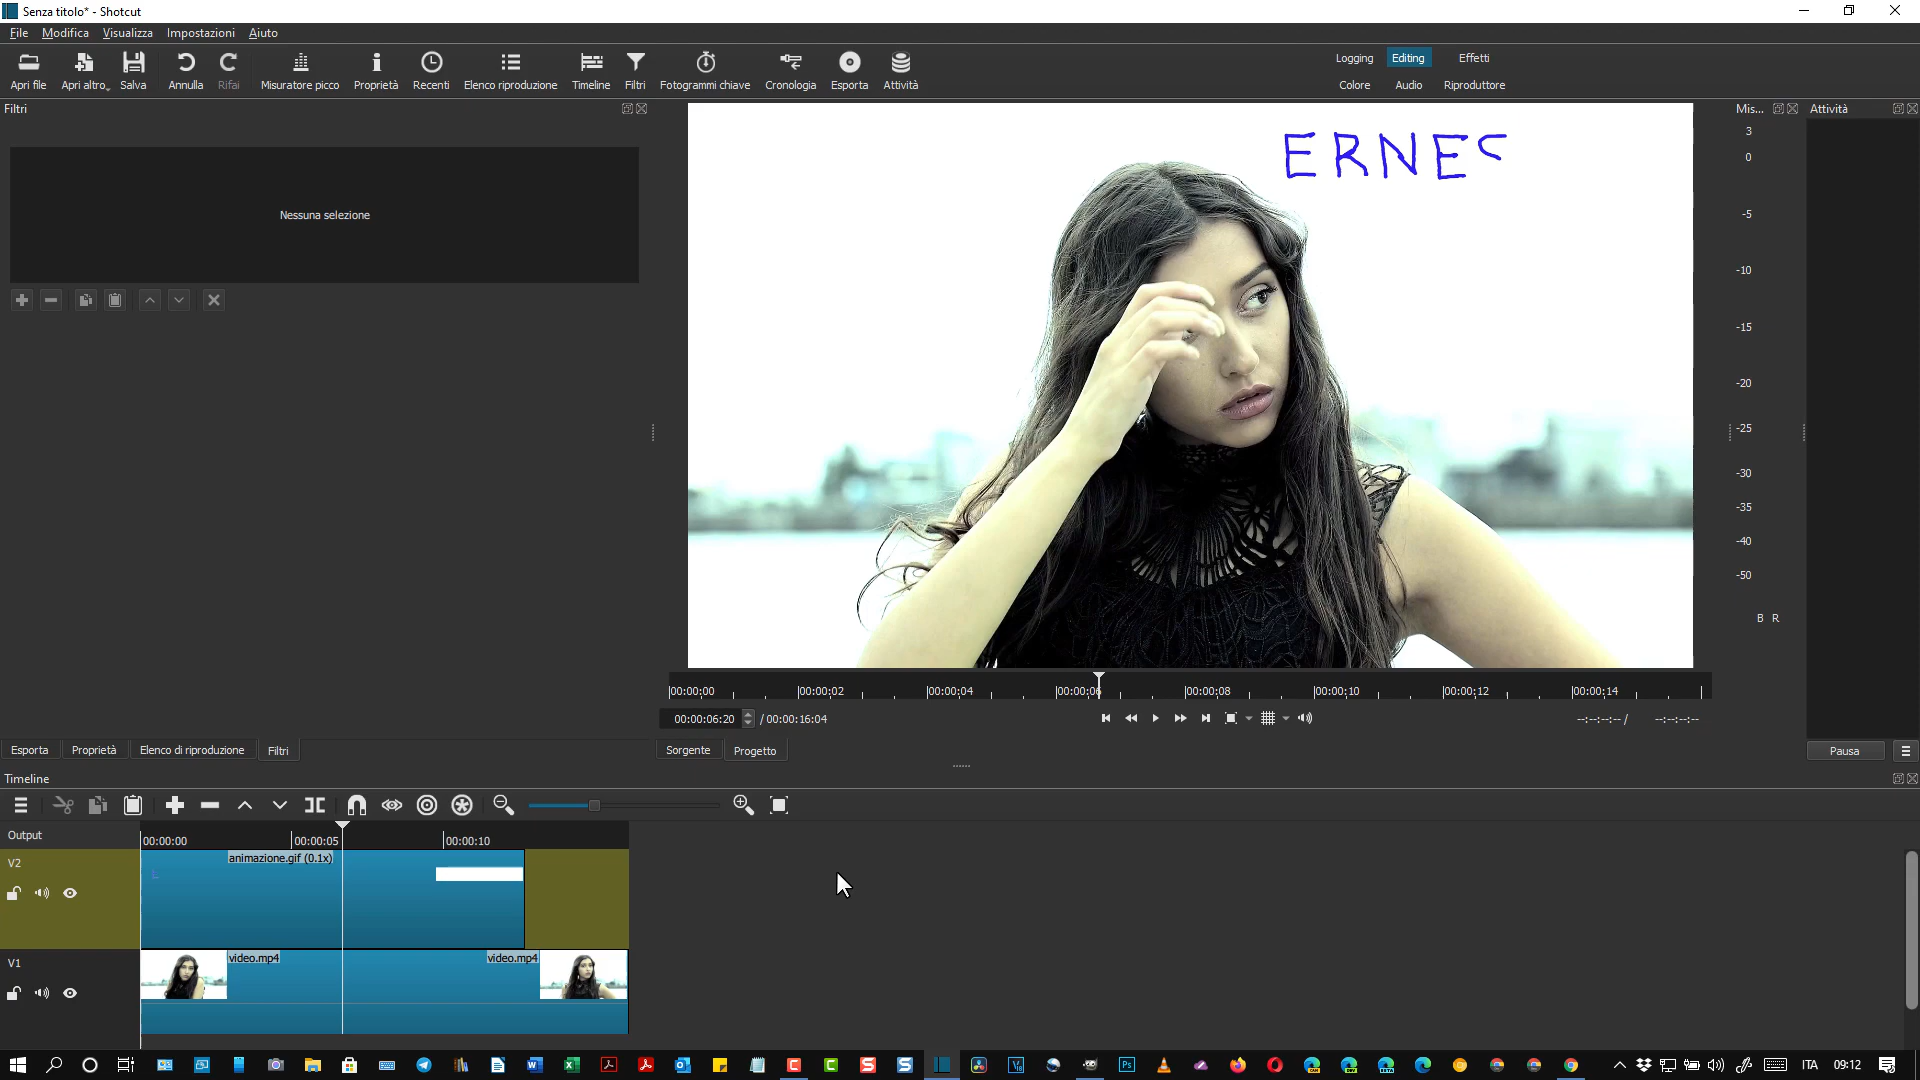 Senza titolo* - Shotcut
File Modifica Visualizza Impostazioni Aiuto
Apri file Apri altro... Salva Annulla Rifai Misuratore picco Proprietà Recenti Elenco riproduzione Timeline Filtri Fotogrammi chiave Cronologia Esporta Attività
Logging Editing Effetti
Colore Audio Riproduttore
Filtri
Mis...
Attività
Nessuna selezione
ERNES
3
0
-5
-10
-15
-20
-25
-30
-35
-40
-50
B R
00:00:00 00:00:02 00:00:04 00:00:06 00:00:08 00:00:10 00:00:12 00:00:14
00:00:06:20 / 00:00:16:04 --:--:--:-- / --:--:--:--
Esporta Proprietà Elenco di riproduzione Filtri
Sorgente Progetto
Pausa
Timeline
Output
00:00:00 00:00:05 00:00:10
V2
animazione.gif (0.1x)
V1
video.mp4 video.mp4
ITA 09:12